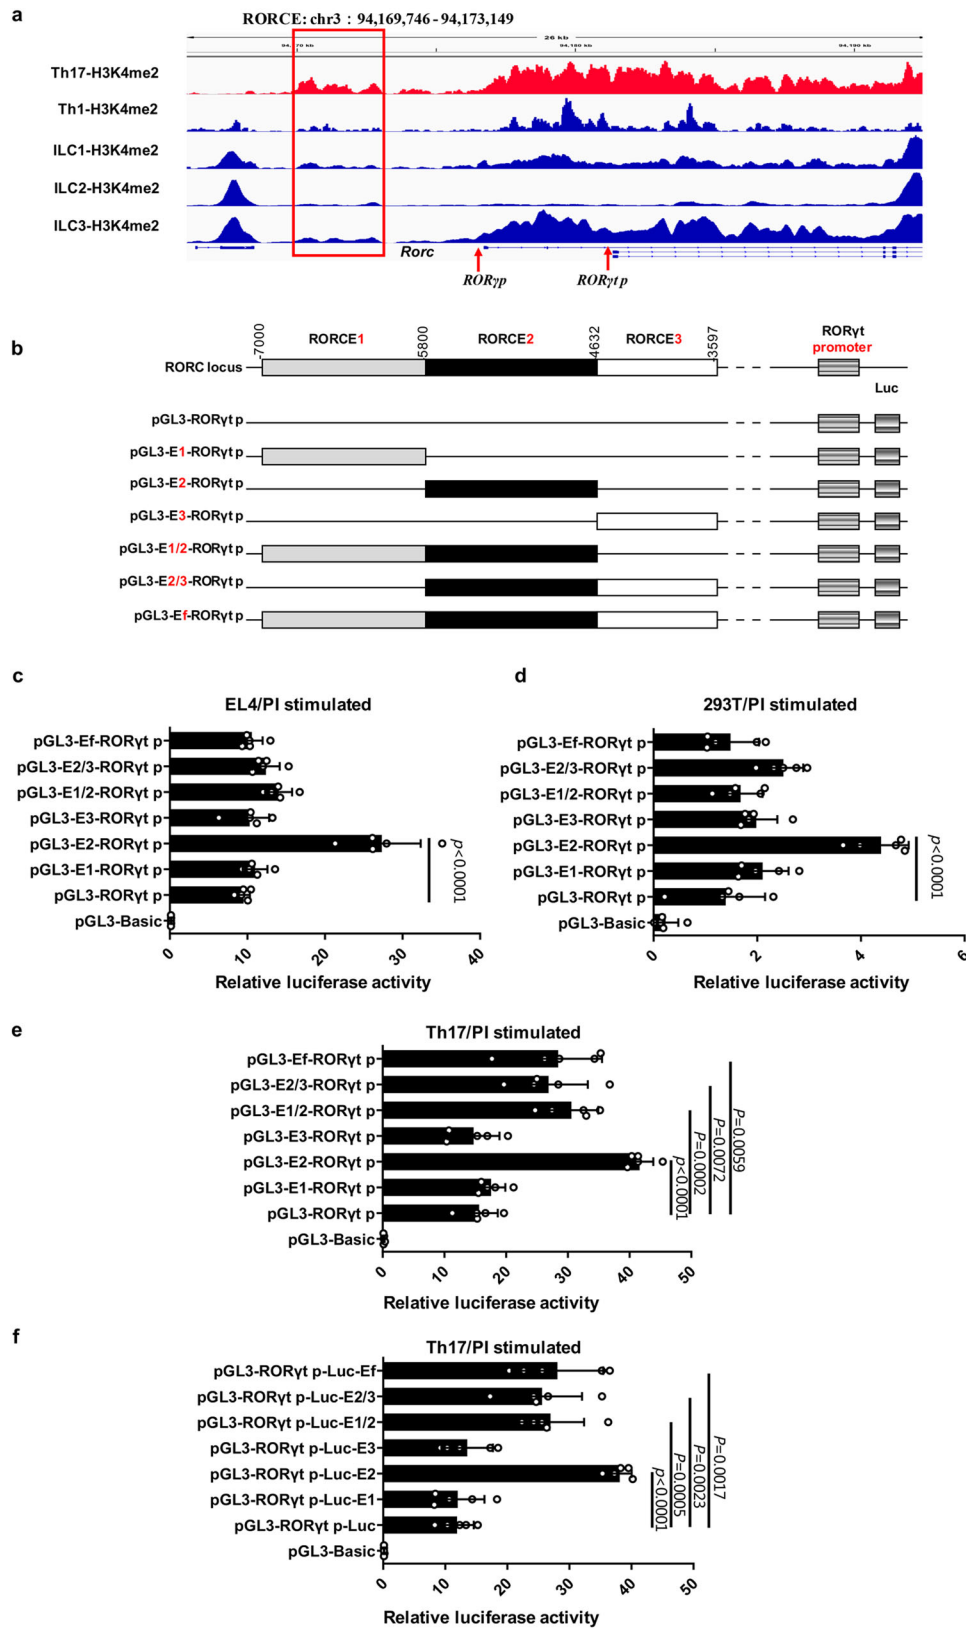 a
RORCE: chr3 : 94,169,746 - 94,173,149
26 kb
94,170 kb 94,180 kb 94,190 kb
Th17-H3K4me2
Th1-H3K4me2
ILC1-H3K4me2
ILC2-H3K4me2
ILC3-H3K4me2
Rorc
RORγp RORγt p
b
-7000 RORCE1 5800 RORCE2 4632 RORCE3 3597 RORγt
promoter
RORC locus
Luc
pGL3-RORγt p
pGL3-E1-RORγt p
pGL3-E2-RORγt p
pGL3-E3-RORγt p
pGL3-E1/2-RORγt p
pGL3-E2/3-RORγt p
pGL3-Ef-RORγt p
c
EL4/PI stimulated
pGL3-Ef-RORγt p
pGL3-E2/3-RORγt p
pGL3-E1/2-RORγt p
pGL3-E3-RORγt p
pGL3-E2-RORγt p
pGL3-E1-RORγt p
pGL3-RORγt p
pGL3-Basic
p<0.0001
0 10 20 30 40
Relative luciferase activity
d
293T/PI stimulated
pGL3-Ef-RORγt p
pGL3-E2/3-RORγt p
pGL3-E1/2-RORγt p
pGL3-E3-RORγt p
pGL3-E2-RORγt p
pGL3-E1-RORγt p
pGL3-RORγt p
pGL3-Basic
p<0.0001
0 2 4 6
Relative luciferase activity
e
Th17/PI stimulated
pGL3-Ef-RORγt p
pGL3-E2/3-RORγt p
pGL3-E1/2-RORγt p
pGL3-E3-RORγt p
pGL3-E2-RORγt p
pGL3-E1-RORγt p
pGL3-RORγt p
pGL3-Basic
p<0.0001
P=0.0002
P=0.0072
P=0.0059
0 10 20 30 40 50
Relative luciferase activity
f
Th17/PI stimulated
pGL3-RORγt p-Luc-Ef
pGL3-RORγt p-Luc-E2/3
pGL3-RORγt p-Luc-E1/2
pGL3-RORγt p-Luc-E3
pGL3-RORγt p-Luc-E2
pGL3-RORγt p-Luc-E1
pGL3-RORγt p-Luc
pGL3-Basic
p<0.0001
P=0.0005
P=0.0023
P=0.0017
0 10 20 30 40 50
Relative luciferase activity